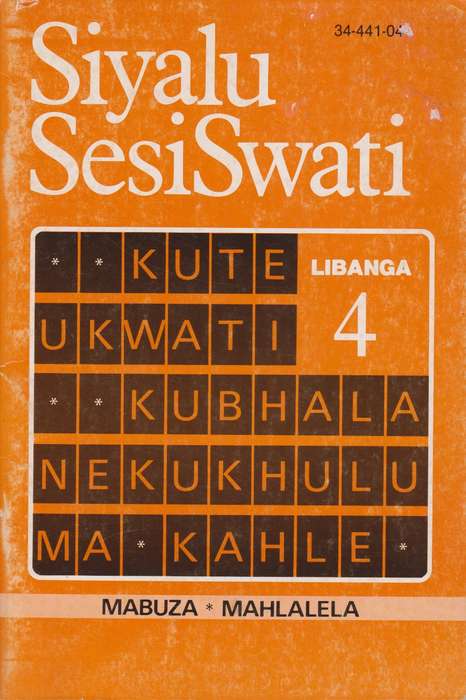 34-441-04
Siyalu
SesiSwati
* * KUTE
UKWATI
* * KUBHALA
NEKUKHULU
MA * KAHLE *
LIBANGA
4
MABUZA * MAHLALELA